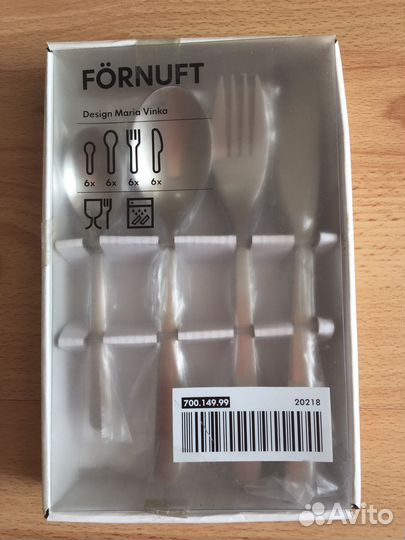 FÖRNUFT
Design Maria Vinka
6x 6x 6x 6x
700.149.99 20218
Avito